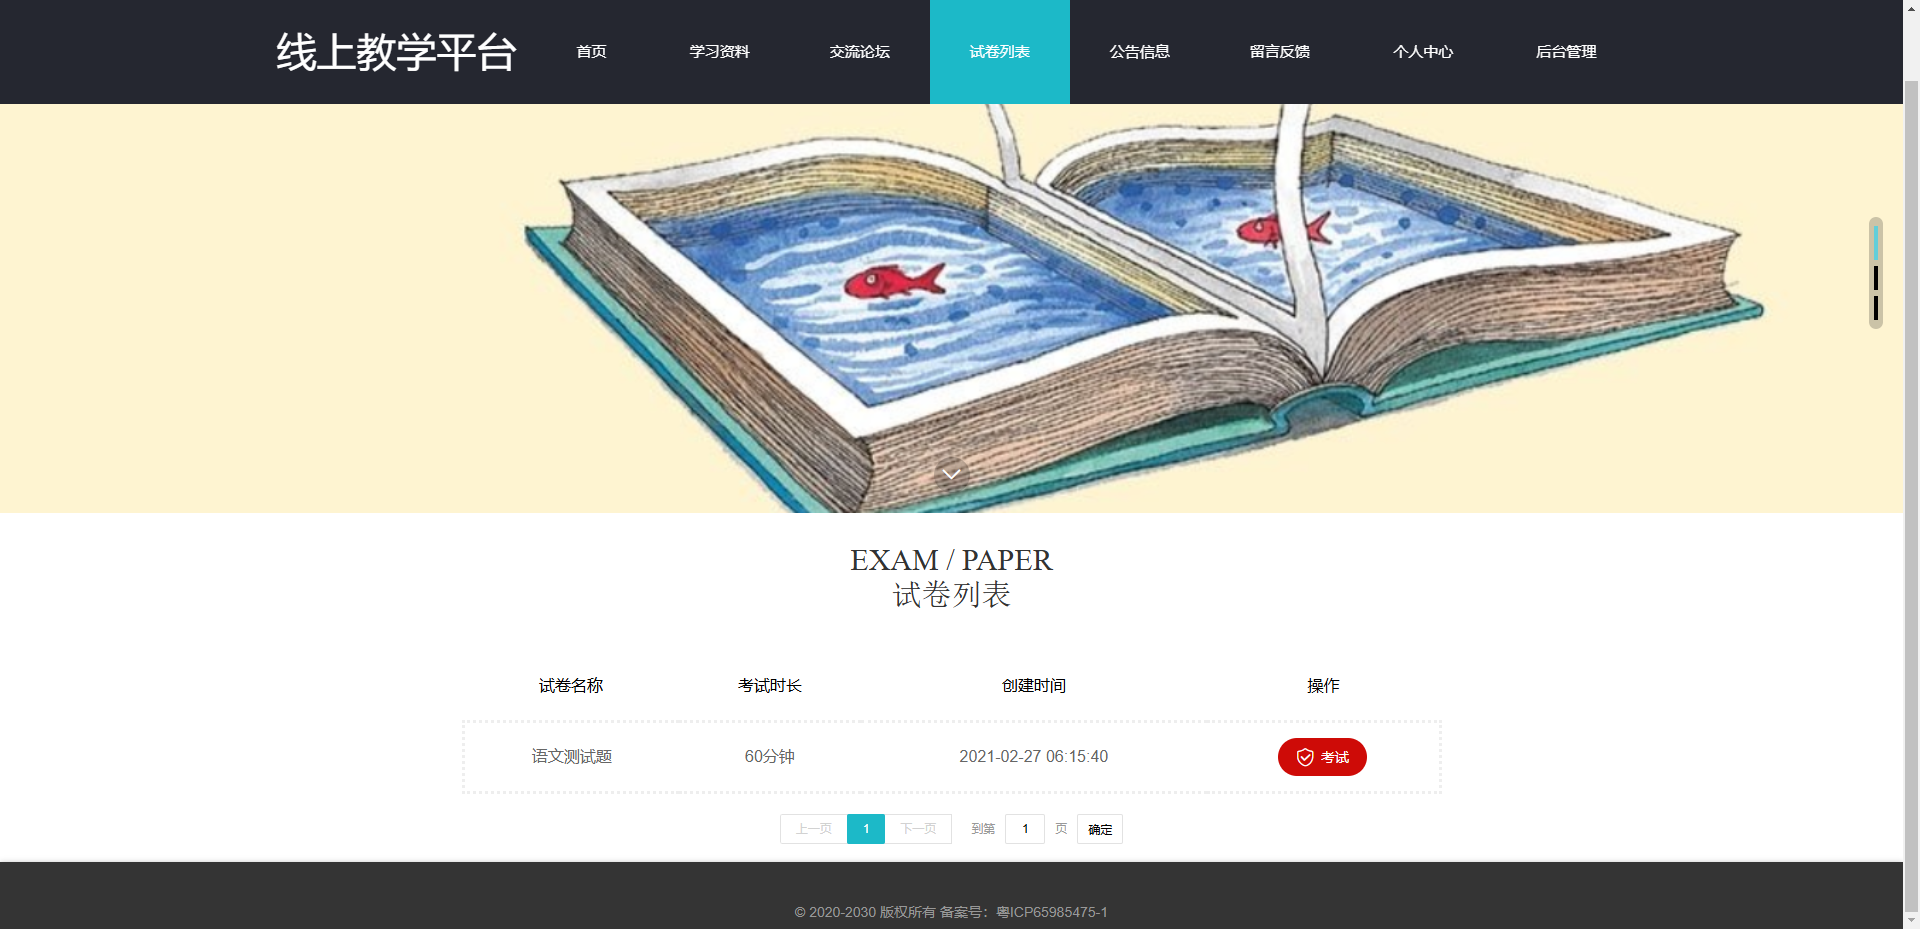 线上教学平台 首页 学习资料 交流论坛 试卷列表 公告信息 留言反馈 个人中心 后台管理
EXAM / PAPER
试卷列表
试卷名称 考试时长 创建时间 操作
语文测试题 60分钟 2021-02-27 06:15:40 考试
上一页 1 下一页 到第 1 页 确定
© 2020-2030 版权所有 备案号：粤ICP65985475-1